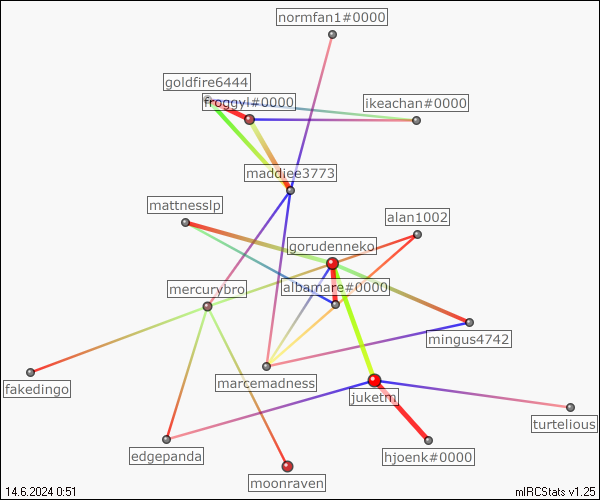 normfan1#0000
goldfire6444
froggyl#0000
ikeachan#0000
maddiee3773
mattnesslp
alan1002
gorudenneko
mercurybro
albamare#0000
mingus4742
fakedingo
marcemadness
juketm
turtelious
edgepanda
hjoenk#0000
moonraven
14.6.2024 0:51
mIRCStats v1.25